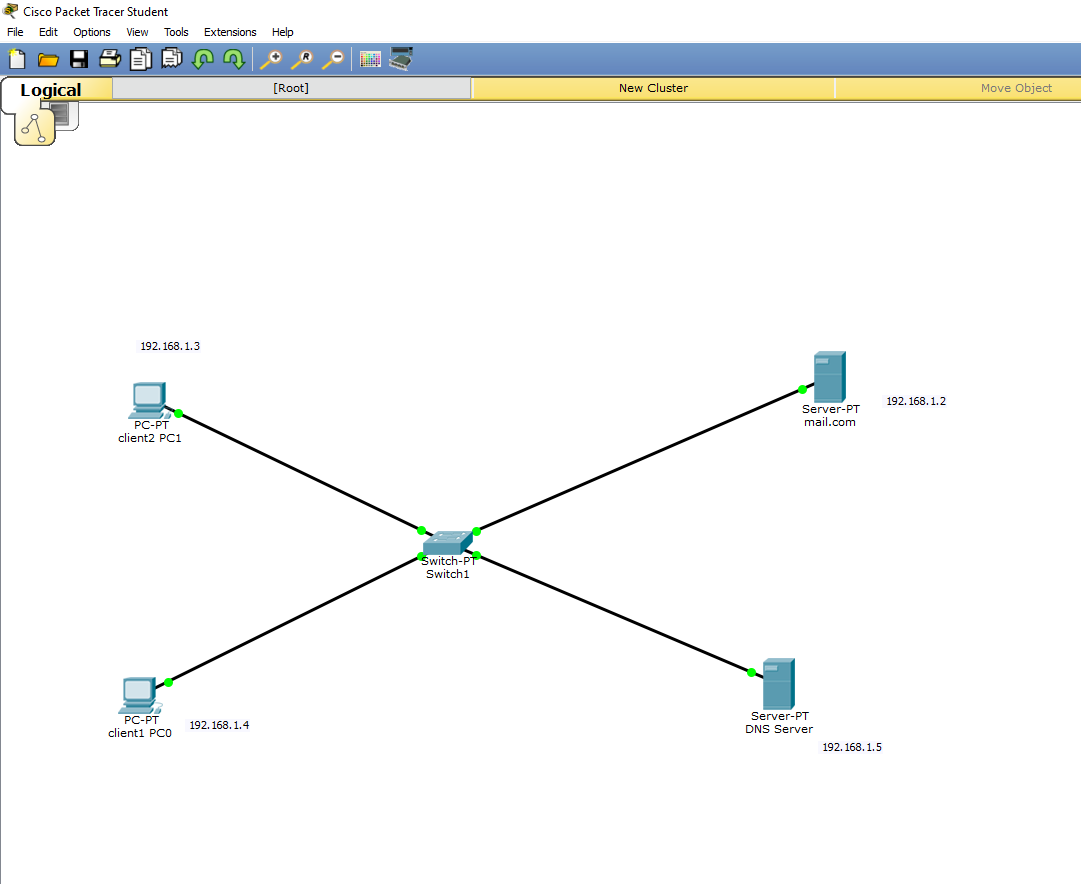 Cisco Packet Tracer Student
File Edit Options View Tools Extensions Help
Logical [Root] New Cluster Move Object
192.168.1.3
PC-PT
client2 PC1
Server-PT
mail.com
192.168.1.2
Switch-PT
Switch1
PC-PT
client1 PC0
192.168.1.4
Server-PT
DNS Server
192.168.1.5